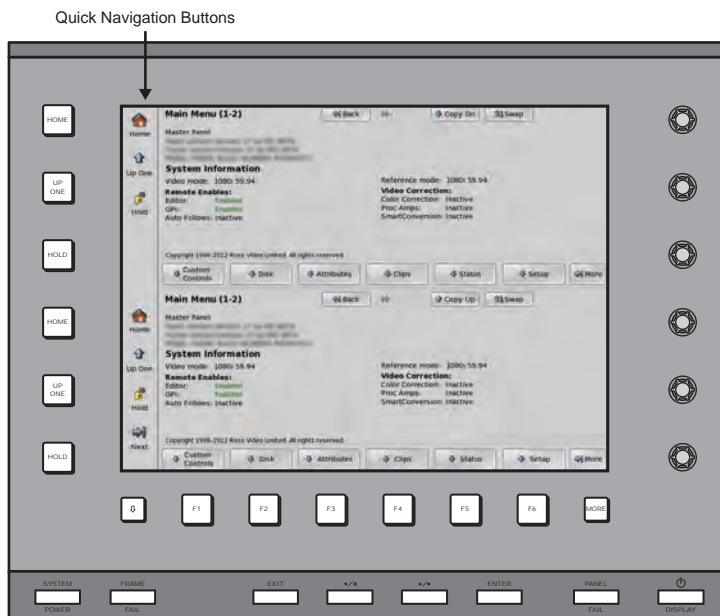 Quick Navigation Buttons
HOME
UP
ONE
HOLD
HOME
UP
ONE
HOLD
Home
Up One
Hold
Main Menu (1-2)
Back
Copy Dn
Swap
Master Panel
System Information
Video mode: 1080i 59.94
Remote Enables:
Editor: Enabled
GPI: Enabled
Auto Follows: Inactive
Reference mode: 1080i 59.94
Video Correction:
Color Correction: Inactive
Proc Amps: Inactive
SmartConversion: Inactive
Copyright 1998-2012 Ross Video Limited. All rights reserved.
Custom
Controls
Disk
Attributes
Clips
Status
Setup
More
Home
Up One
Hold
Next
Main Menu (1-2)
Back
Copy Up
Swap
Master Panel
System Information
Video mode: 1080i 59.94
Remote Enables:
Editor: Enabled
GPI: Enabled
Auto Follows: Inactive
Reference mode: 1080i 59.94
Video Correction:
Color Correction: Inactive
Proc Amps: Inactive
SmartConversion: Inactive
Copyright 1998-2012 Ross Video Limited. All rights reserved.
Custom
Controls
Disk
Attributes
Clips
Status
Setup
More
F1
F2
F3
F4
F5
F6
MORE
SYSTEM
POWER
FRAME
FAIL
EXIT
ENTER
PANEL
FAIL
DISPLAY